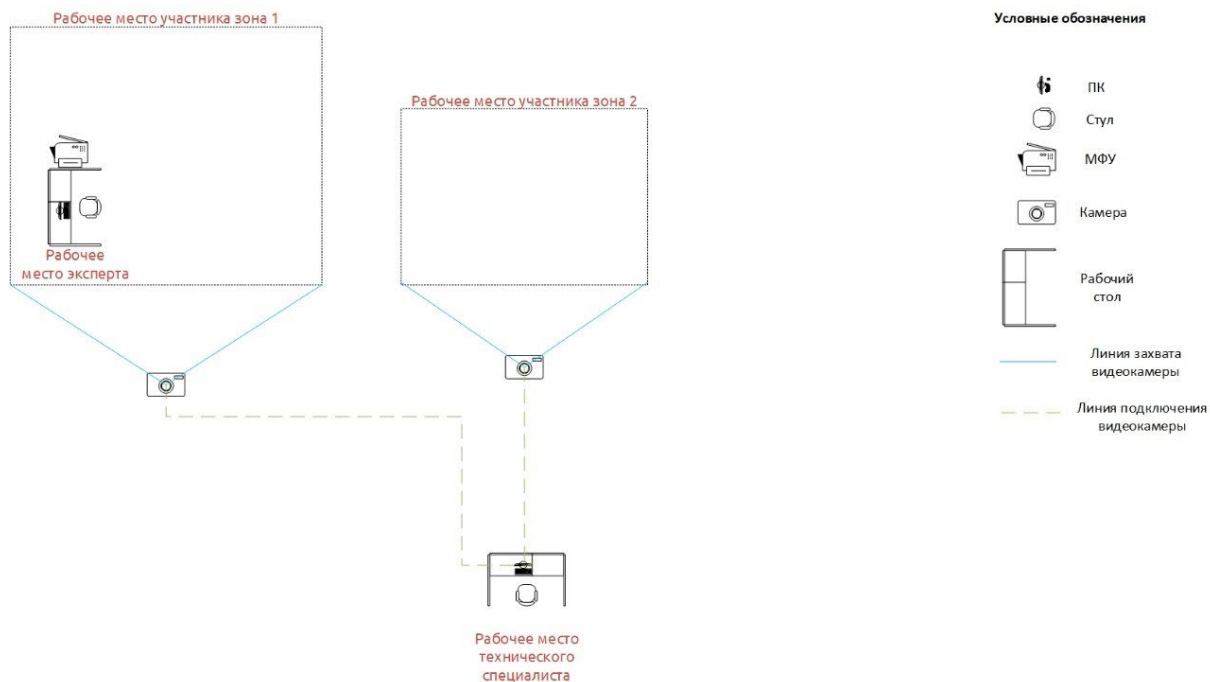 Рабочее место участника зона 1
Рабочее место участника зона 2
Рабочее
место эксперта
Рабочее место
технического
специалиста
Условные обозначения
ПК
Стул
МФУ
Камера
Рабочий
стол
Линия захвата
видеокамеры
Линия подключения
видеокамеры